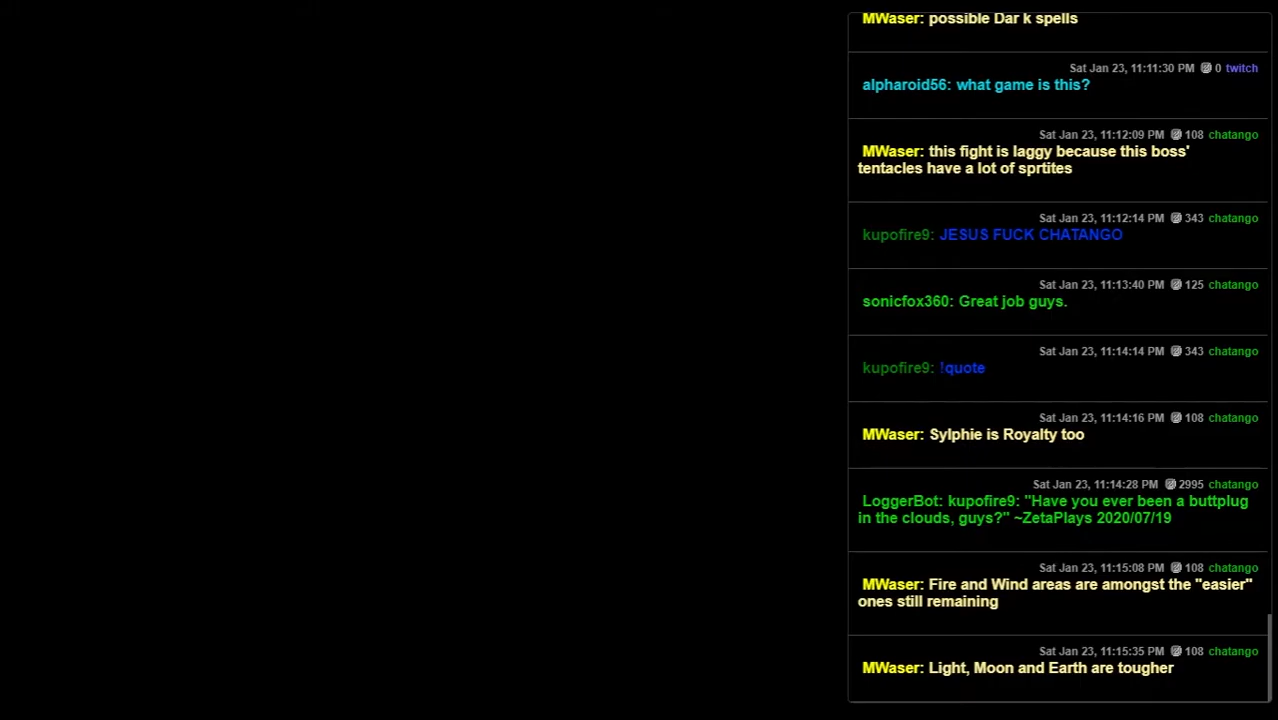 MWaser: possible Dar k spells
Sat Jan 23, 11:11:30 PM 0 twitch
alpharoid56: what game is this?
Sat Jan 23, 11:12:09 PM 108 chatango
MWaser: this fight is laggy because this boss'
tentacles have a lot of sprtites
Sat Jan 23, 11:12:14 PM 343 chatango
kupofire9: JESUS FUCK CHATANGO
Sat Jan 23, 11:13:40 PM 125 chatango
sonicfox360: Great job guys.
Sat Jan 23, 11:14:14 PM 343 chatango
kupofire9: !quote
Sat Jan 23, 11:14:16 PM 108 chatango
MWaser: Sylphie is Royalty too
Sat Jan 23, 11:14:28 PM 2995 chatango
LoggerBot: kupofire9: "Have you ever been a buttplug
in the clouds, guys?" ~ZetaPlays 2020/07/19
Sat Jan 23, 11:15:08 PM 108 chatango
MWaser: Fire and Wind areas are amongst the "easier"
ones still remaining
Sat Jan 23, 11:15:35 PM 108 chatango
MWaser: Light, Moon and Earth are tougher